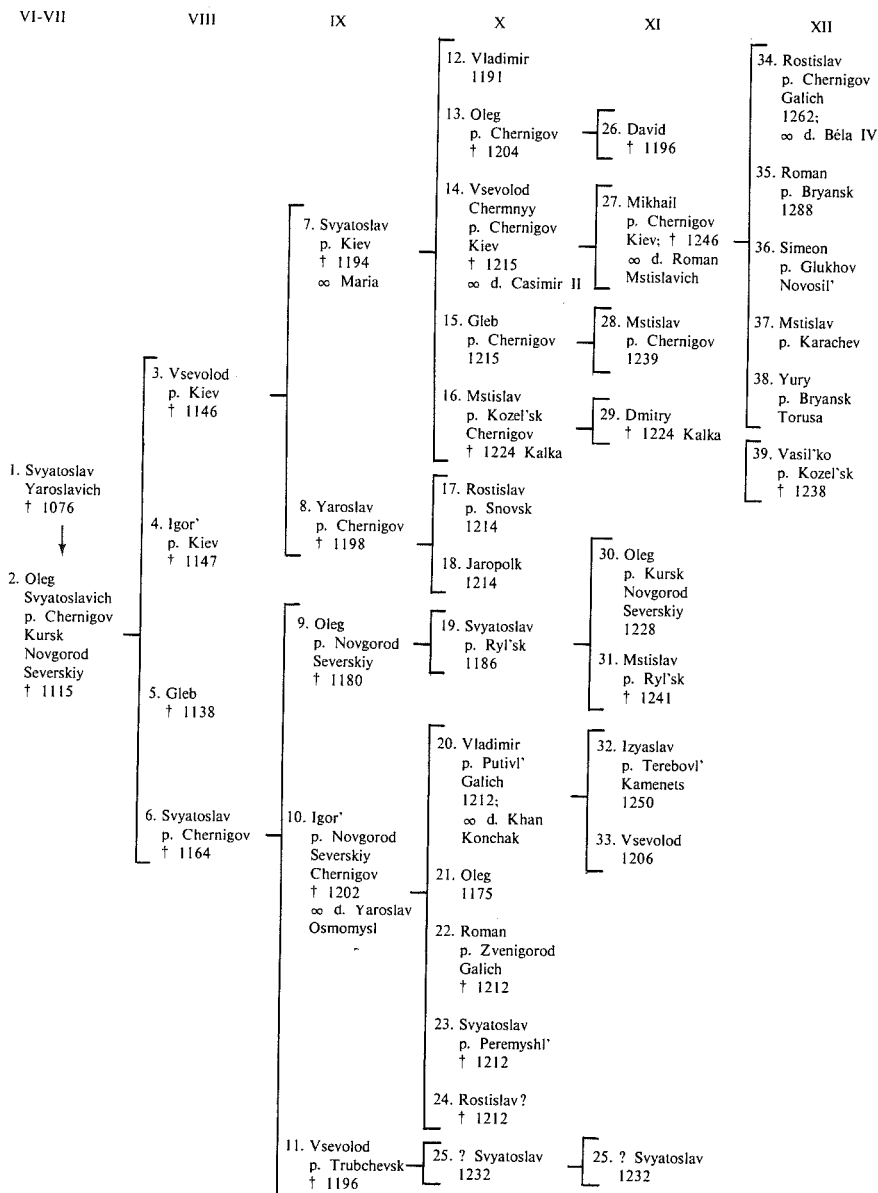 VI-VII VIII IX X XI XII
1. Svyatoslav
Yaroslavich
† 1076
2. Oleg
Svyatoslavich
p. Chernigov
Kursk
Novgorod
Severskiy
† 1115
3. Vsevolod
p. Kiev
† 1146
4. Igor'
p. Kiev
† 1147
5. Gleb
† 1138
6. Svyatoslav
p. Chernigov
† 1164
7. Svyatoslav
p. Kiev
† 1194
∞ Maria
8. Yaroslav
p. Chernigov
† 1198
9. Oleg
p. Novgorod
Severskiy
† 1180
10. Igor'
p. Novgorod
Severskiy
Chernigov
† 1202
∞ d. Yaroslav
Osmomysl
11. Vsevolod
p. Trubchevsk
† 1196
12. Vladimir
1191
13. Oleg
p. Chernigov
† 1204
14. Vsevolod
Chermnyy
p. Chernigov
Kiev
† 1215
∞ d. Casimir II
15. Gleb
p. Chernigov
1215
16. Mstislav
p. Kozel'sk
Chernigov
† 1224 Kalka
17. Rostislav
p. Snovsk
1214
18. Jaropolk
1214
19. Svyatoslav
p. Ryl'sk
1186
20. Vladimir
p. Putivl'
Galich
1212;
∞ d. Khan
Konchak
21. Oleg
1175
22. Roman
p. Zvenigorod
Galich
† 1212
23. Svyatoslav
p. Peremyshl'
† 1212
24. Rostislav?
† 1212
25. ? Svyatoslav
1232
26. David
† 1196
27. Mikhail
p. Chernigov
Kiev; † 1246
∞ d. Roman
Mstislavich
28. Mstislav
p. Chernigov
1239
29. Dmitry
† 1224 Kalka
30. Oleg
p. Kursk
Novgorod
Severskiy
1228
31. Mstislav
p. Ryl'sk
† 1241
32. Izyaslav
p. Terebovl'
Kamenets
1250
33. Vsevolod
1206
25. ? Svyatoslav
1232
34. Rostislav
p. Chernigov
Galich
1262;
∞ d. Béla IV
35. Roman
p. Bryansk
1288
36. Simeon
p. Glukhov
Novosil'
37. Mstislav
p. Karachev
38. Yury
p. Bryansk
Torusa
39. Vasil'ko
p. Kozel'sk
† 1238